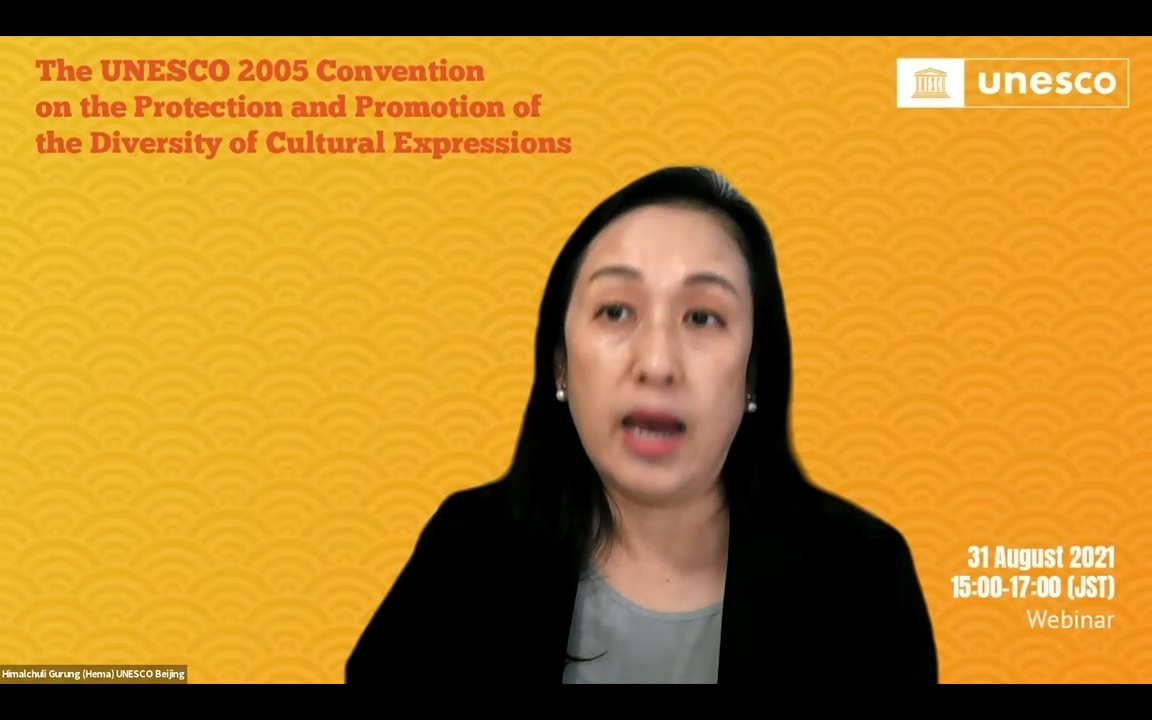 The UNESCO 2005 Convention
on the Protection and Promotion of
the Diversity of Cultural Expressions
unesco
31 August 2021
15:00-17:00 (JST)
Webinar
Himalchuli Gurung (Hema) UNESCO Beijing